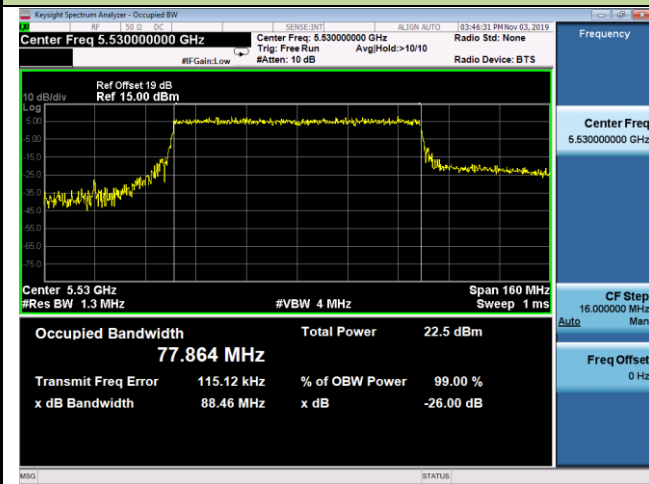 Keysight Spectrum Analyzer - Occupied BW
RF 50 Ω DC SENSE:INT ALIGN AUTO 03:46:31 PM Nov 03, 2019
Center Freq 5.530000000 GHz
Center Freq: 5.530000000 GHz
Radio Std: None
Trig: Free Run Avg|Hold:>10/10
#IFGain:Low #Atten: 10 dB Radio Device: BTS
Frequency
Ref Offset 19 dB
10 dB/div Ref 15.00 dBm
Log
5.00
-5.00
-15.0
-25.0
-35.0
-45.0
-55.0
-65.0
-75.0
Center Freq
5.530000000 GHz
Center 5.53 GHz Span 160 MHz
#Res BW 1.3 MHz #VBW 4 MHz Sweep 1 ms
CF Step
16.000000 MHz
Auto Man
Freq Offset
0 Hz
Occupied Bandwidth Total Power 22.5 dBm
77.864 MHz
Transmit Freq Error 115.12 kHz % of OBW Power 99.00 %
x dB Bandwidth 88.46 MHz x dB -26.00 dB
MSG STATUS